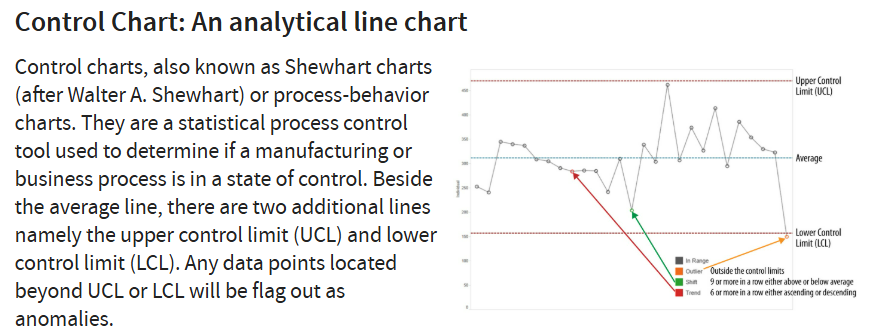 Control Chart: An analytical line chart
Control charts, also known as Shewhart charts
(after Walter A. Shewhart) or process-behavior
charts. They are a statistical process control
tool used to determine if a manufacturing or
business process is in a state of control. Beside
the average line, there are two additional lines
namely the upper control limit (UCL) and lower
control limit (LCL). Any data points located
beyond UCL or LCL will be flag out as
anomalies.
Upper Control
Limit (UCL)
Average
Lower Control
Limit (LCL)
In Range
Outlier Outside the control limits
Shift 9 or more in a row either above or below average
Trend 6 or more in a row either ascending or descending